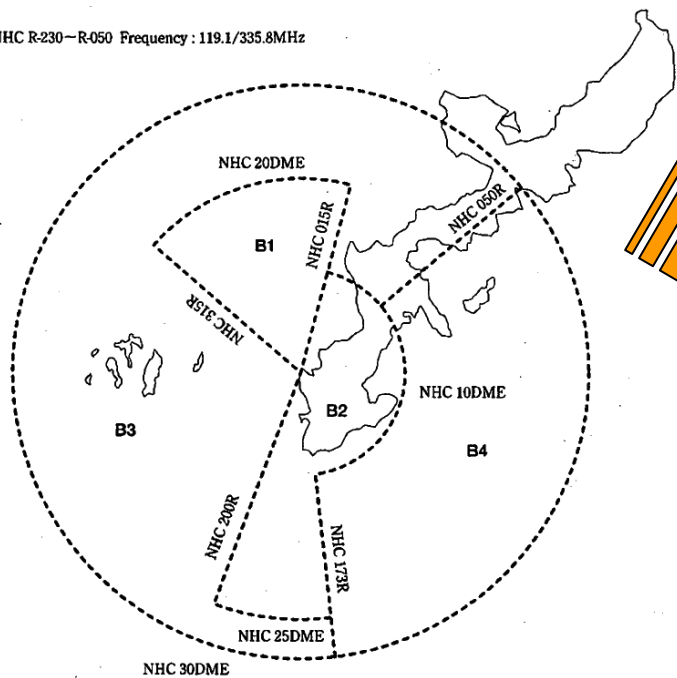 NHC R-230~R-050 Frequency : 119.1/335.8MHz
NHC 20DME
NHC 015R
NHC 050R
B1
NHC 315R
NHC 10DME
B2
B3
B4
NHC 200R
NHC 173R
NHC 25DME
NHC 30DME